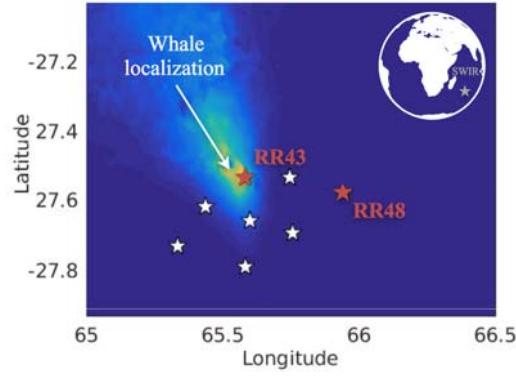 Whale
localization
SWIR
-27.2
-27.4
-27.6
-27.8
Latitude
RR43
RR48
65
65.5
66
66.5
Longitude